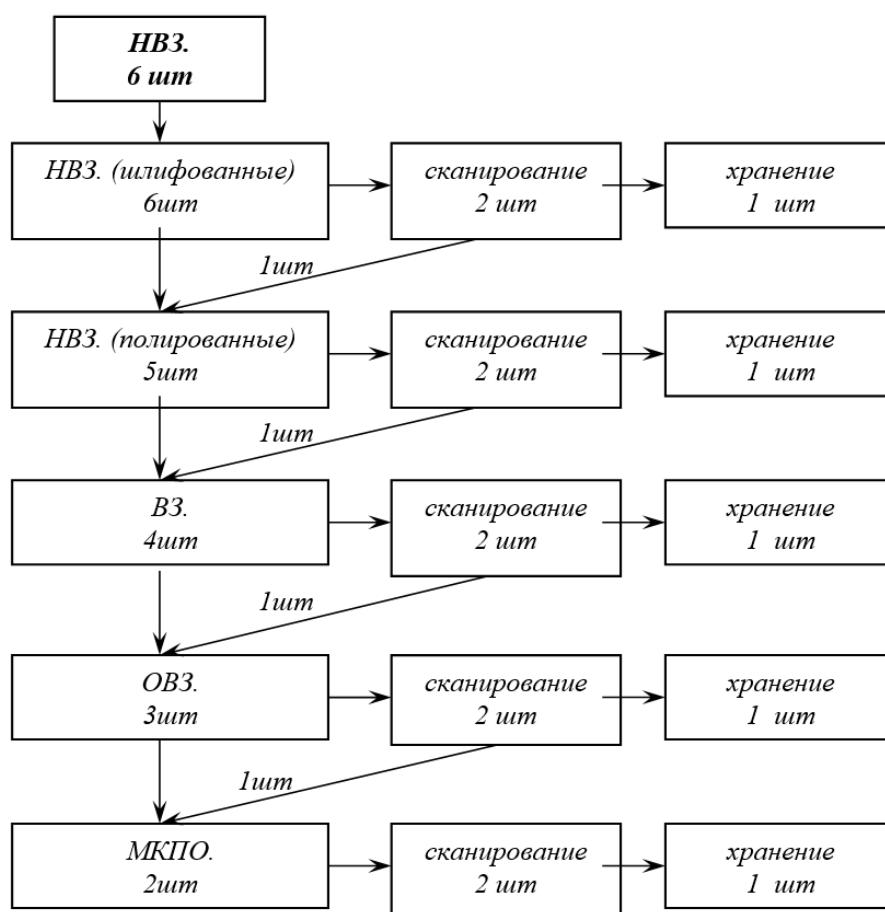 НВЗ.
6 шт
НВЗ. (шлифованные)
6шт
сканирование
2 шт
хранение
1 шт
1шт
НВЗ. (полированные)
5шт
сканирование
2 шт
хранение
1 шт
1шт
ВЗ.
4шт
сканирование
2 шт
хранение
1 шт
1шт
ОВЗ.
3шт
сканирование
2 шт
хранение
1 шт
1шт
МКПО.
2шт
сканирование
2 шт
хранение
1 шт